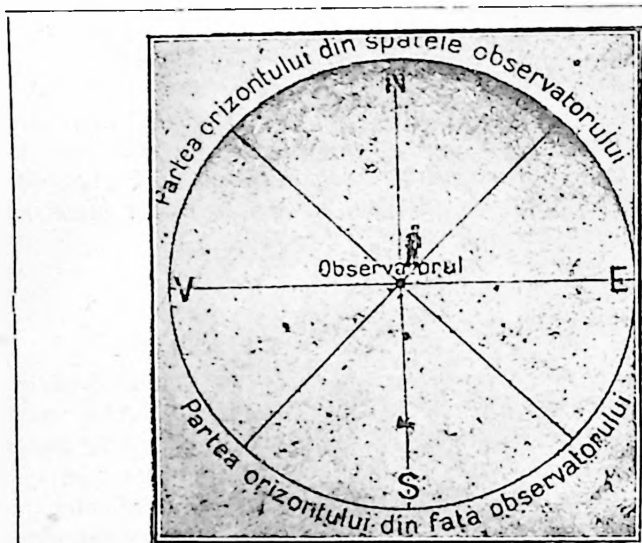 Partea orizontului din spatele observatorului
N
Observatorul
V
E
S
Partea orizontului din fața observatorului